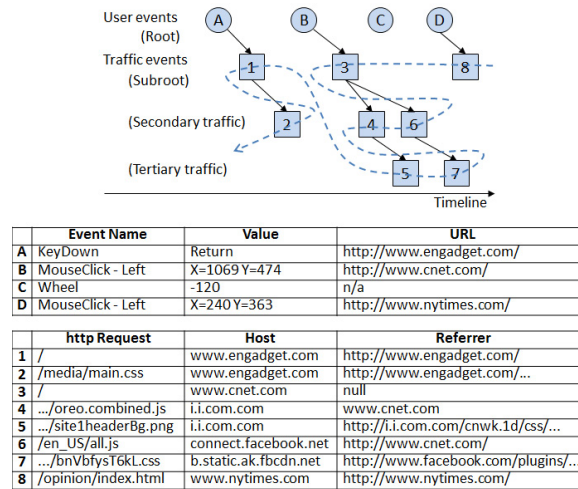 User events A B C D
(Root)
Traffic events 1 3 8
(Subroot)
(Secondary traffic) 2 4 6
(Tertiary traffic) 5 7
Timeline
Event Name Value URL
A KeyDown Return http://www.engadget.com/
B MouseClick - Left X=1069 Y=474 http://www.cnet.com/
C Wheel -120 n/a
D MouseClick - Left X=240 Y=363 http://www.nytimes.com/
http Request Host Referrer
1 / www.engadget.com http://www.engadget.com/
2 /media/main.css www.engadget.com http://www.engadget.com/...
3 / www.cnet.com null
4 .../oreo.combined.js i.i.com.com www.cnet.com
5 .../site1headerBg.png i.i.com.com http://i.i.com.com/cnwk.1d/css/...
6 /en_US/all.js connect.facebook.net http://www.cnet.com/
7 .../bnVbfysT6kL.css b.static.ak.fbcdn.net http://www.facebook.com/plugins/...
8 /opinion/index.html www.nytimes.com http://www.nytimes.com/